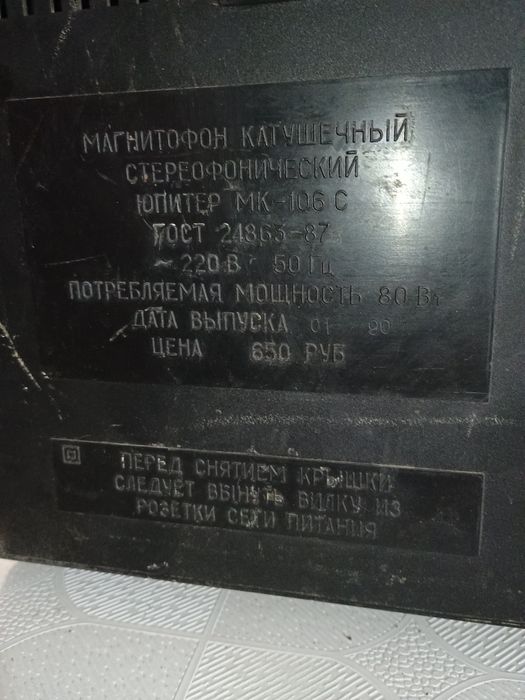 МАГНИТОФОН КАТУШЕЧНЫЙ
СТЕРЕОФОНИЧЕСКИЙ
ЮПИТЕР МК-106 С
ГОСТ 24863-87
~ 220 В 50 Гц
ПОТРЕБЛЯЕМАЯ МОЩНОСТЬ 80 Вт
ДАТА ВЫПУСКА 01 90
ЦЕНА 650 РУБ
ПЕРЕД СНЯТИЕМ КРЫШКИ
СЛЕДУЕТ ВЫНУТЬ ВИЛКУ ИЗ
РОЗЕТКИ СЕТИ ПИТАНИЯ